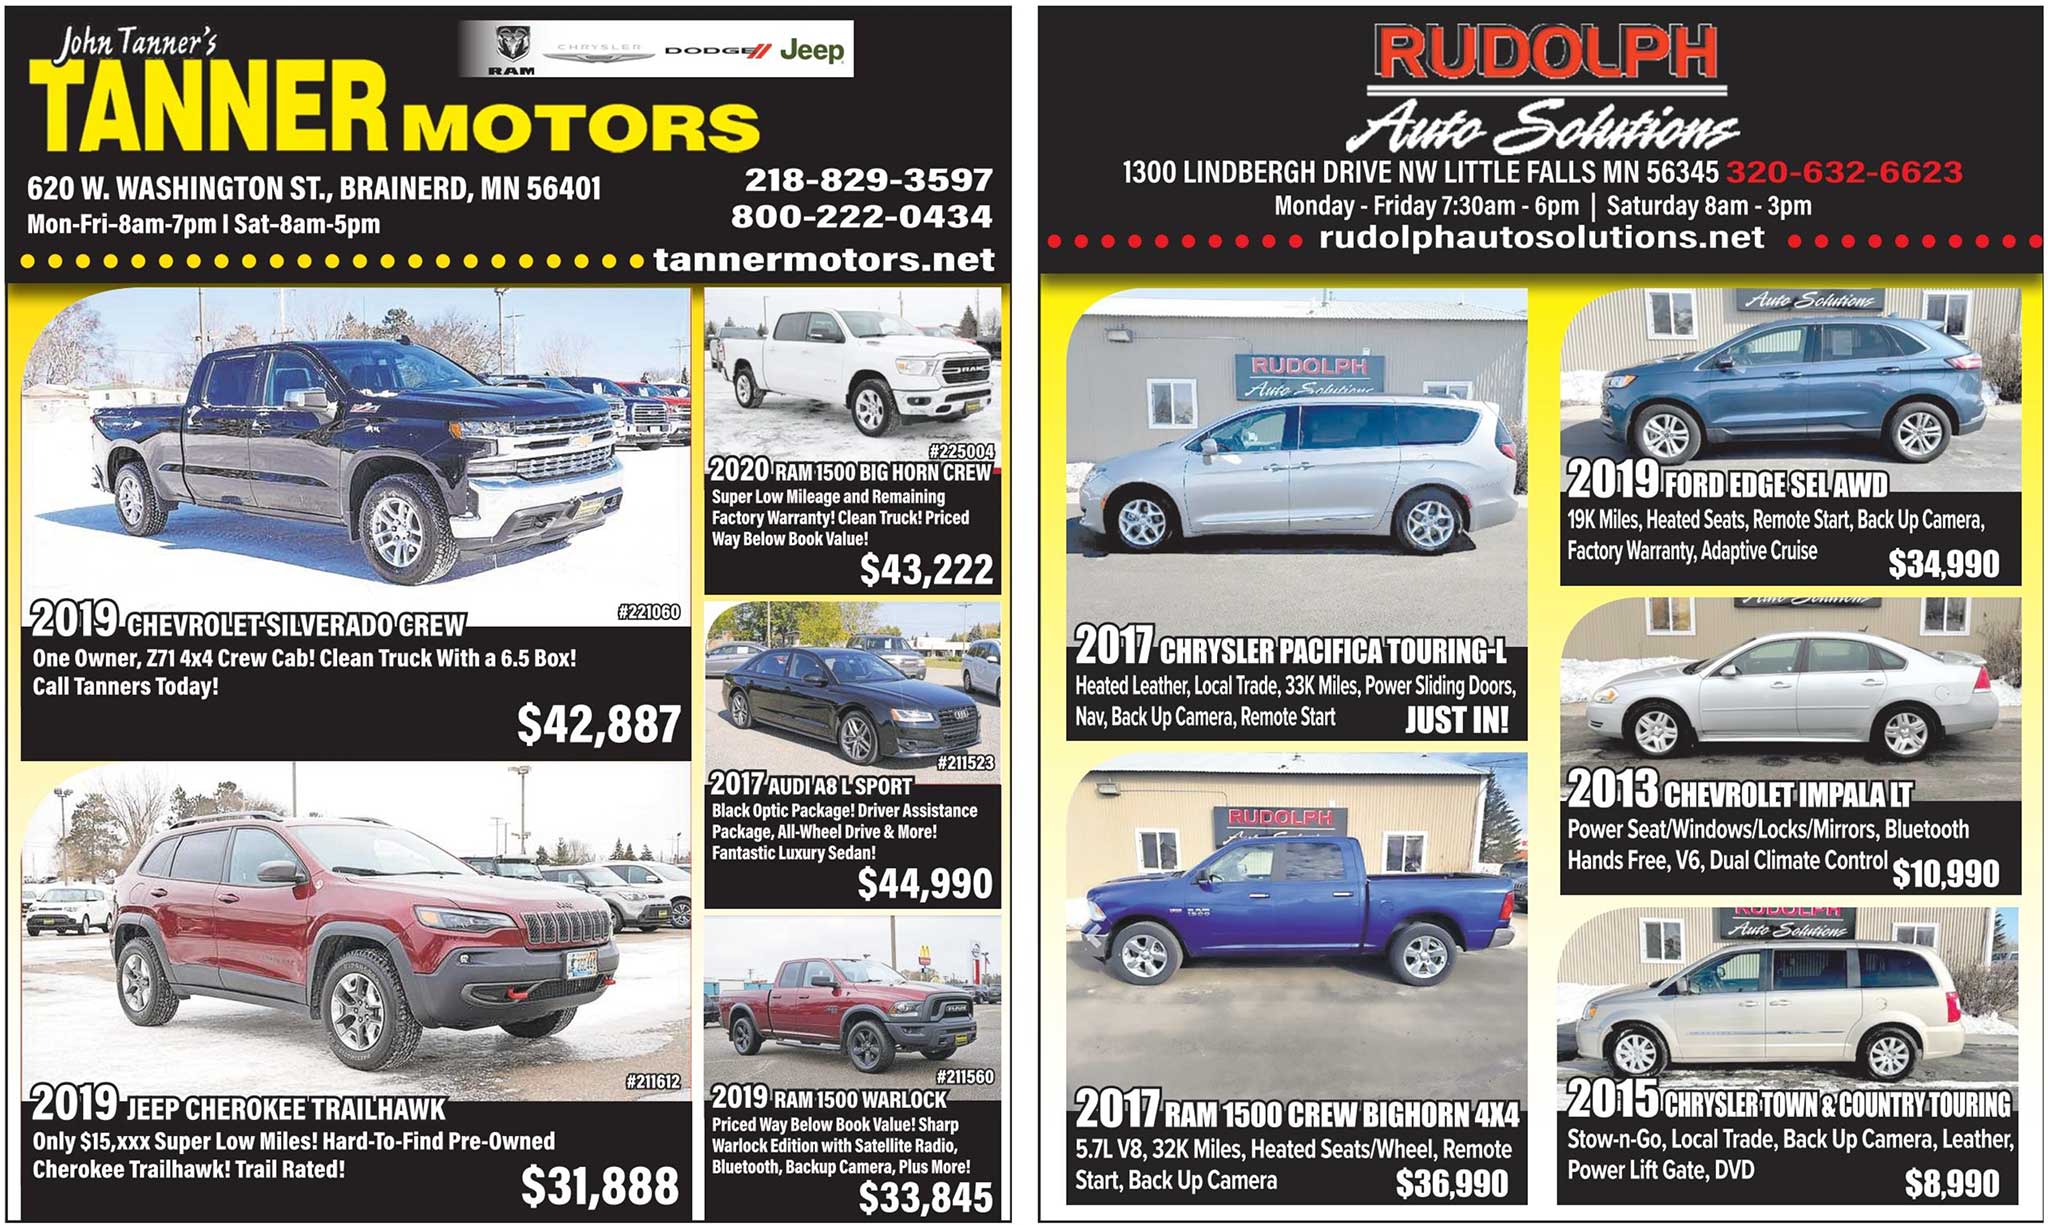 John Tanner's
TANNER MOTORS
RAM CHRYSLER DODGE Jeep
620 W. WASHINGTON ST., BRAINERD, MN 56401
Mon-Fri–8am-7pm I Sat–8am-5pm
218-829-3597
800-222-0434
tannermotors.net
#221060
2019 CHEVROLET SILVERADO CREW
One Owner, Z71 4x4 Crew Cab! Clean Truck With a 6.5 Box!
Call Tanners Today!
$42,887
#211612
2019 JEEP CHEROKEE TRAILHAWK
Only $15,xxx Super Low Miles! Hard-To-Find Pre-Owned
Cherokee Trailhawk! Trail Rated!
$31,888
#225004
2020 RAM 1500 BIG HORN CREW
Super Low Mileage and Remaining
Factory Warranty! Clean Truck! Priced
Way Below Book Value!
$43,222
#211523
2017 AUDI A8 L SPORT
Black Optic Package! Driver Assistance
Package, All-Wheel Drive & More!
Fantastic Luxury Sedan!
$44,990
#211560
2019 RAM 1500 WARLOCK
Priced Way Below Book Value! Sharp
Warlock Edition with Satellite Radio,
Bluetooth, Backup Camera, Plus More!
$33,845
RUDOLPH
Auto Solutions
1300 LINDBERGH DRIVE NW LITTLE FALLS MN 56345 320-632-6623
Monday - Friday 7:30am - 6pm | Saturday 8am - 3pm
rudolphautosolutions.net
RUDOLPH
Auto Solutions
2017 CHRYSLER PACIFICA TOURING-L
Heated Leather, Local Trade, 33K Miles, Power Sliding Doors,
Nav, Back Up Camera, Remote Start
JUST IN!
RUDOLPH
Auto Solutions
2017 RAM 1500 CREW BIGHORN 4X4
5.7L V8, 32K Miles, Heated Seats/Wheel, Remote
Start, Back Up Camera
$36,990
Auto Solutions
2019 FORD EDGE SEL AWD
19K Miles, Heated Seats, Remote Start, Back Up Camera,
Factory Warranty, Adaptive Cruise
$34,990
Auto Solutions
2013 CHEVROLET IMPALA LT
Power Seat/Windows/Locks/Mirrors, Bluetooth
Hands Free, V6, Dual Climate Control
$10,990
RUDOLPH
Auto Solutions
2015 CHRYSLER TOWN & COUNTRY TOURING
Stow-n-Go, Local Trade, Back Up Camera, Leather,
Power Lift Gate, DVD
$8,990